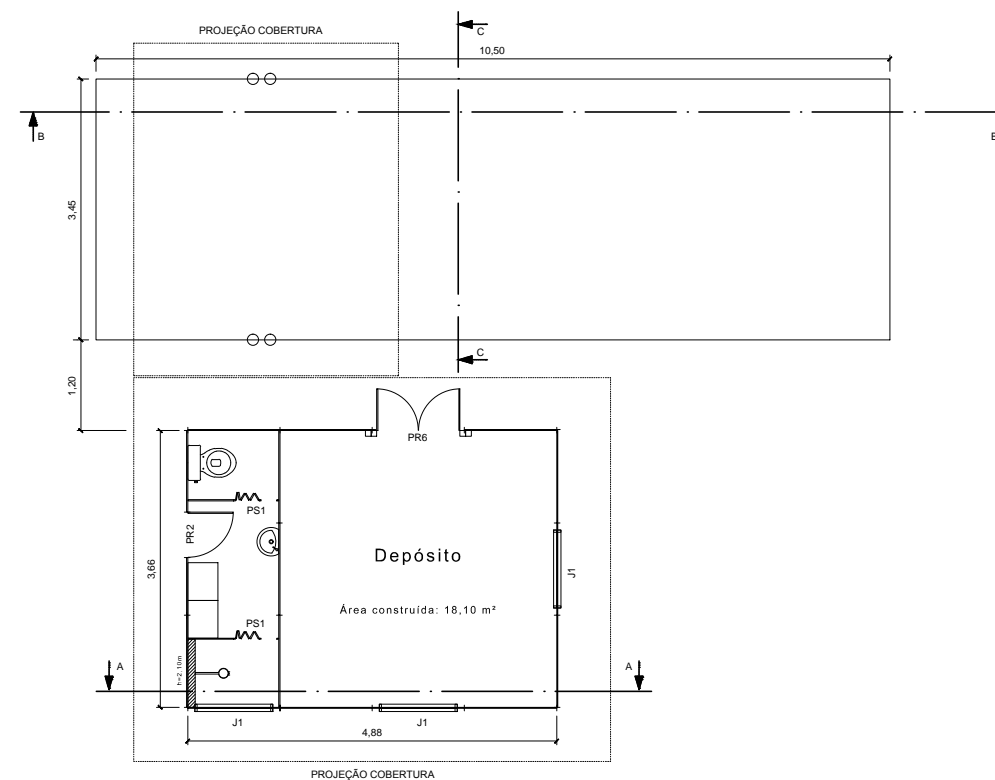 PROJEÇÃO COBERTURA
C
10,50
B
B
3,45
C
1,20
PR6
PS1
PR2
Depósito
3,66
J1
Área construída: 18,10 m²
PS1
h=2,10m
A
A
J1
J1
4,88
PROJEÇÃO COBERTURA